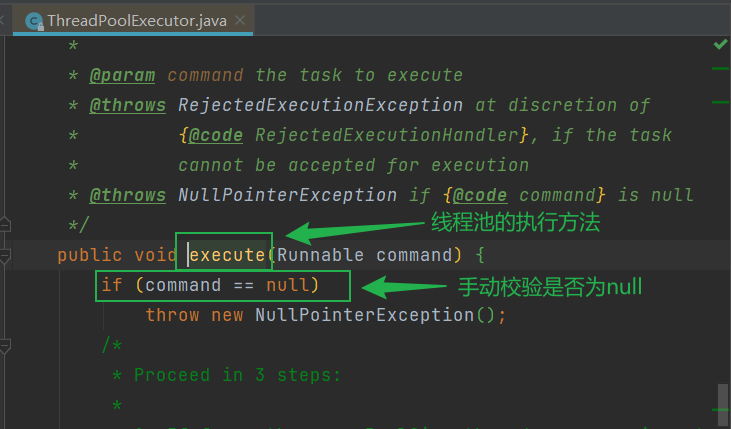 ThreadPoolExecutor.java
*
* @param command the task to execute
* @throws RejectedExecutionException at discretion of
* {@code RejectedExecutionHandler}, if the task
* cannot be accepted for execution
* @throws NullPointerException if {@code command} is null
*/
线程池的执行方法
public void execute(Runnable command) {
if (command == null)
手动校验是否为null
throw new NullPointerException();
/*
* Proceed in 3 steps:
*